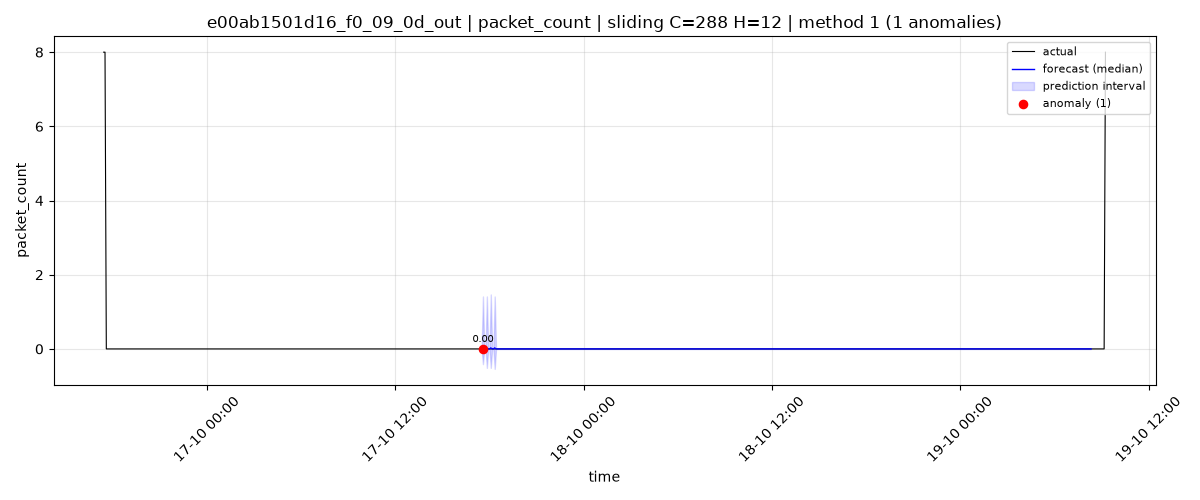 e00ab1501d16_f0_09_0d_out | packet_count | sliding C=288 H=12 | method 1 (1 anomalies)
actual
forecast (median)
prediction interval
anomaly (1)
packet_count
8
6
4
2
0
0.00
17-10 00:00
17-10 12:00
18-10 00:00
18-10 12:00
19-10 00:00
19-10 12:00
time